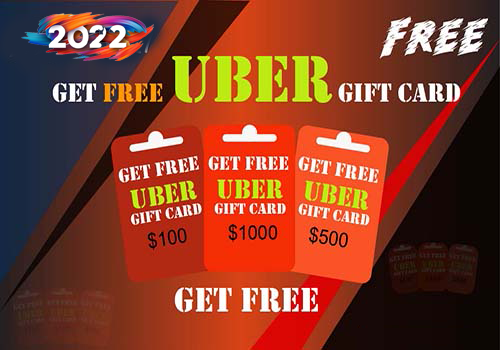 2022
FREE
GET FREE UBER GIFT CARD
GET FREE
UBER
GIFT CARD
$100
GET FREE
UBER
GIFT CARD
$1000
GET FREE
UBER
GIFT CARD
$500
GET FREE